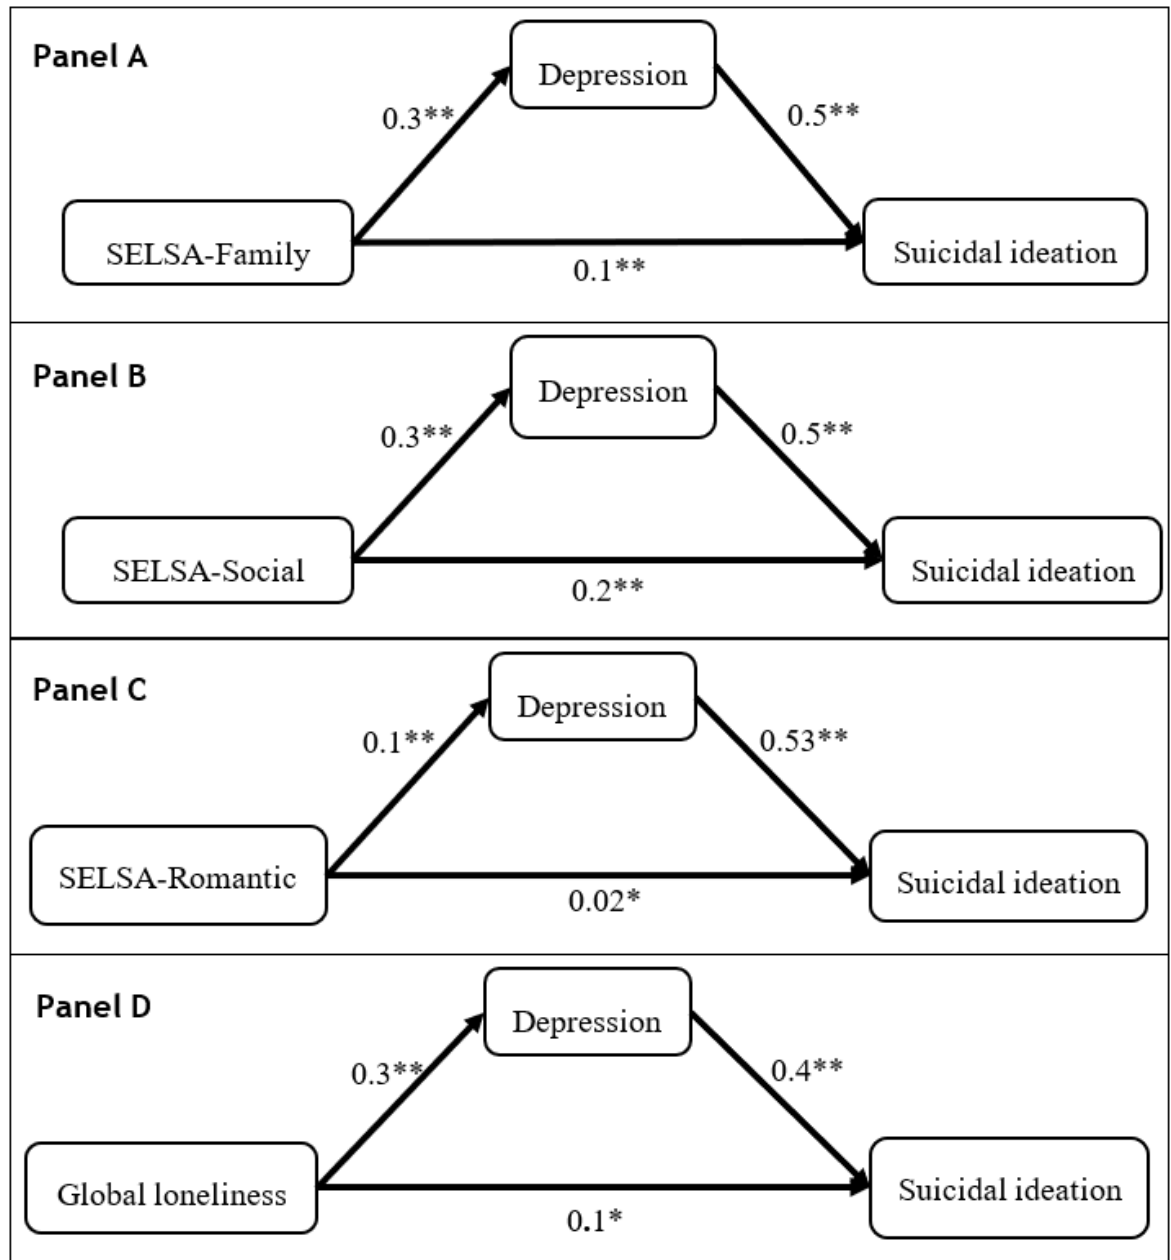 Panel A
Depression
0.3**
0.5**
SELSA-Family
Suicidal ideation
0.1**
Panel B
Depression
0.3**
0.5**
SELSA-Social
Suicidal ideation
0.2**
Panel C
Depression
0.1**
0.53**
SELSA-Romantic
Suicidal ideation
0.02*
Panel D
Depression
0.3**
0.4**
Global loneliness
Suicidal ideation
0.1*